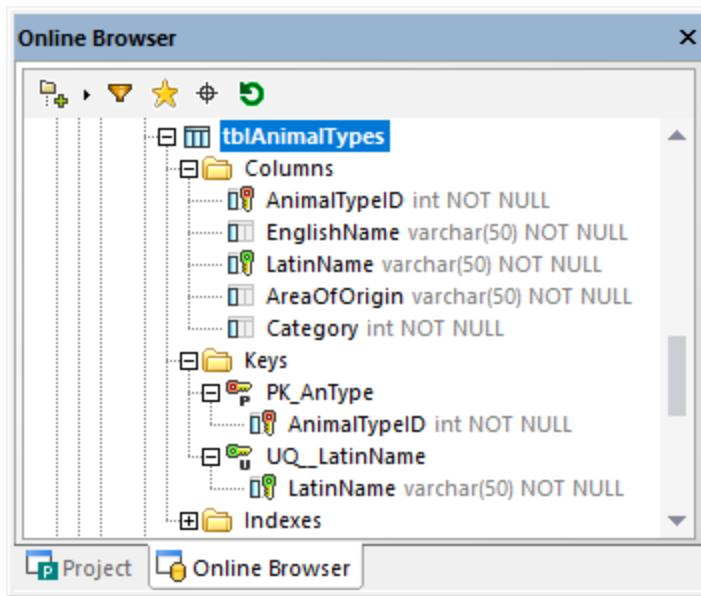 Online Browser
tblAnimalTypes
Columns
AnimalTypeID int NOT NULL
EnglishName varchar(50) NOT NULL
LatinName varchar(50) NOT NULL
AreaOfOrigin varchar(50) NOT NULL
Category int NOT NULL
Keys
PK_AnType
AnimalTypeID int NOT NULL
UQ__LatinName
LatinName varchar(50) NOT NULL
Indexes
Project Online Browser